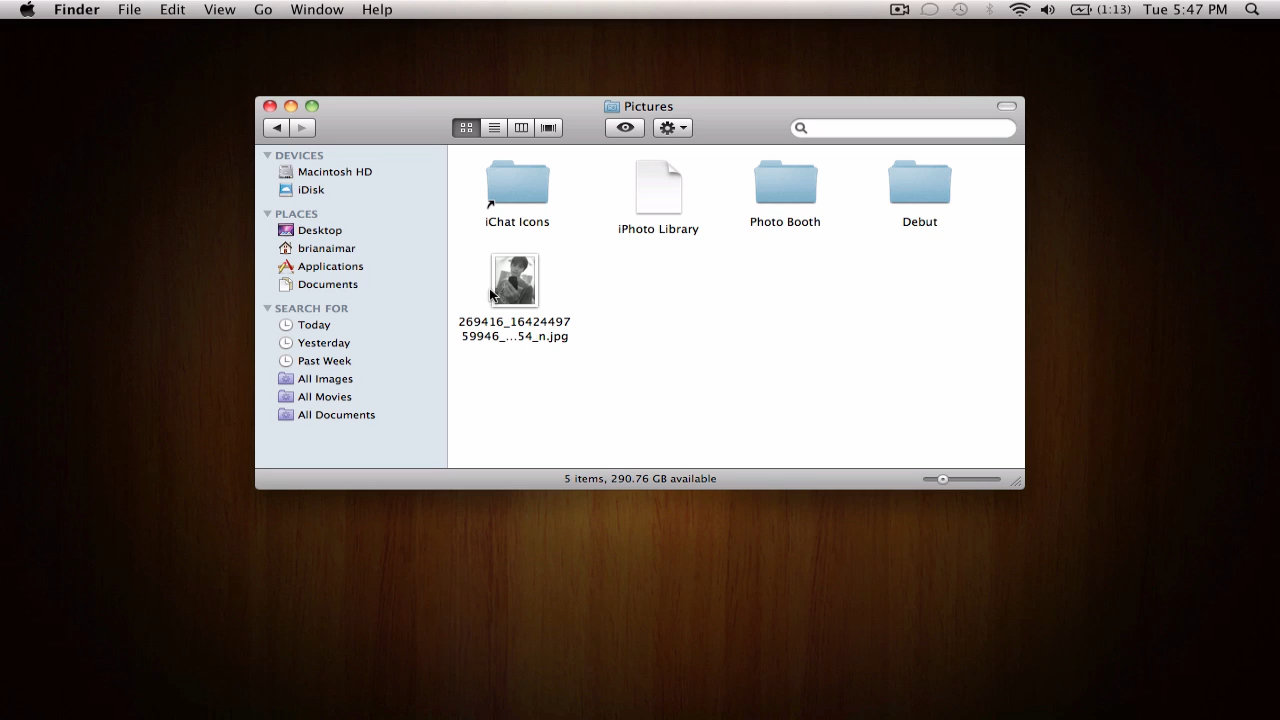 Finder File Edit View Go Window Help (1:13) Tue 5:47 PM
Pictures
DEVICES
Macintosh HD
iDisk
PLACES
Desktop
brianaimar
Applications
Documents
SEARCH FOR
Today
Yesterday
Past Week
All Images
All Movies
All Documents
iChat Icons
iPhoto Library
Photo Booth
Debut
269416_16424497
59946_...54_n.jpg
5 items, 290.76 GB available